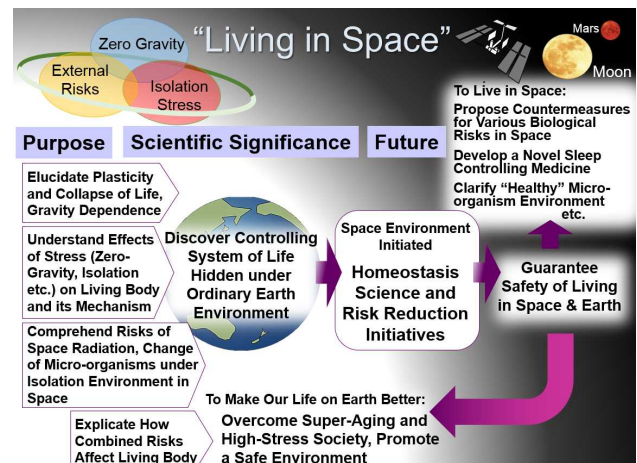 "Living in Space"
Zero Gravity
External
Risks
Isolation
Stress
Mars
Moon
To Live in Space:
Propose Countermeasures
for Various Biological
Risks in Space
Develop a Novel Sleep
Controlling Medicine
Clarify "Healthy" Micro-
organism Environment
etc.
Purpose
Scientific Significance
Future
Elucidate Plasticity
and Collapse of Life,
Gravity Dependence
Understand Effects
of Stress (Zero-
Gravity, Isolation
etc.) on Living Body
and its Mechanism
Comprehend Risks of
Space Radiation, Change
of Micro-organisms under
Isolation Environment in
Space
Explicate How
Combined Risks
Affect Living Body
Discover Controlling
System of Life
Hidden under
Ordinary Earth
Environment
Space Environment
Initiated
Homeostasis
Science and
Risk Reduction
Initiatives
Guarantee
Safety of Living
in Space & Earth
To Make Our Life on Earth Better:
Overcome Super-Aging and
High-Stress Society, Promote
a Safe Environment